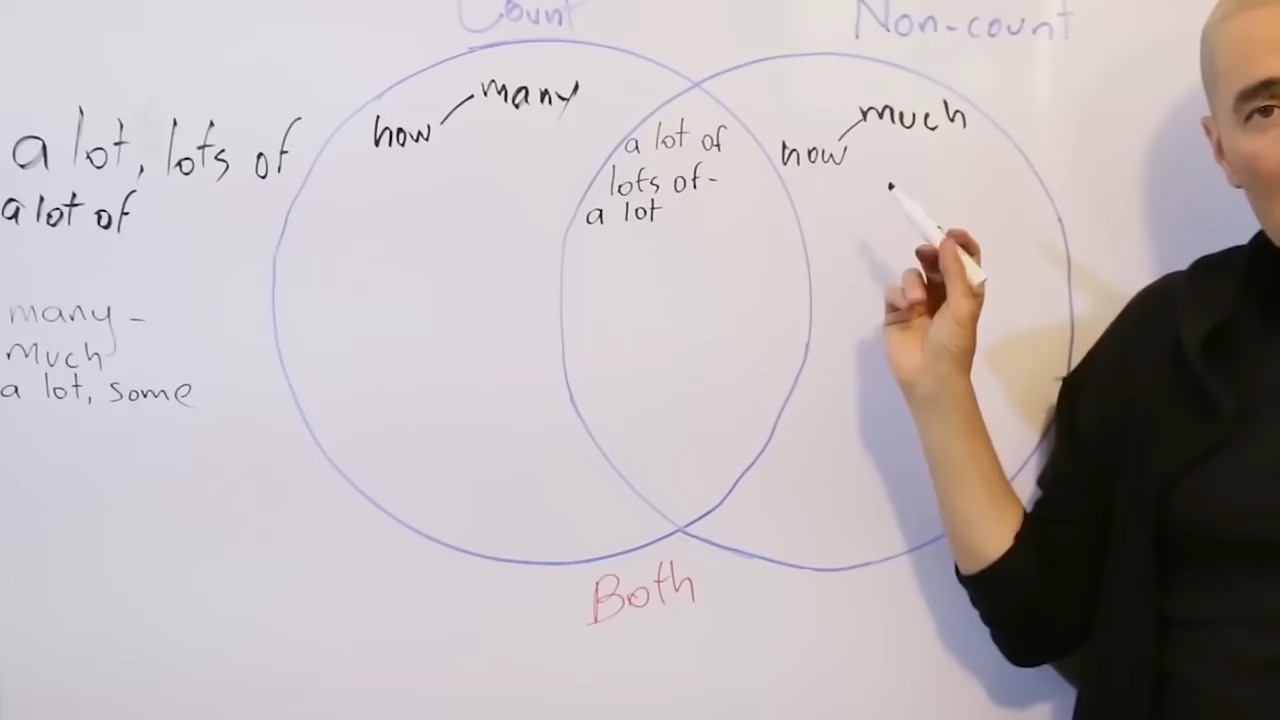 Count
Non-count
how many
how much
a lot, lots of
a lot of
a lot of
lots of-
a lot
many -
much
a lot, some
Both